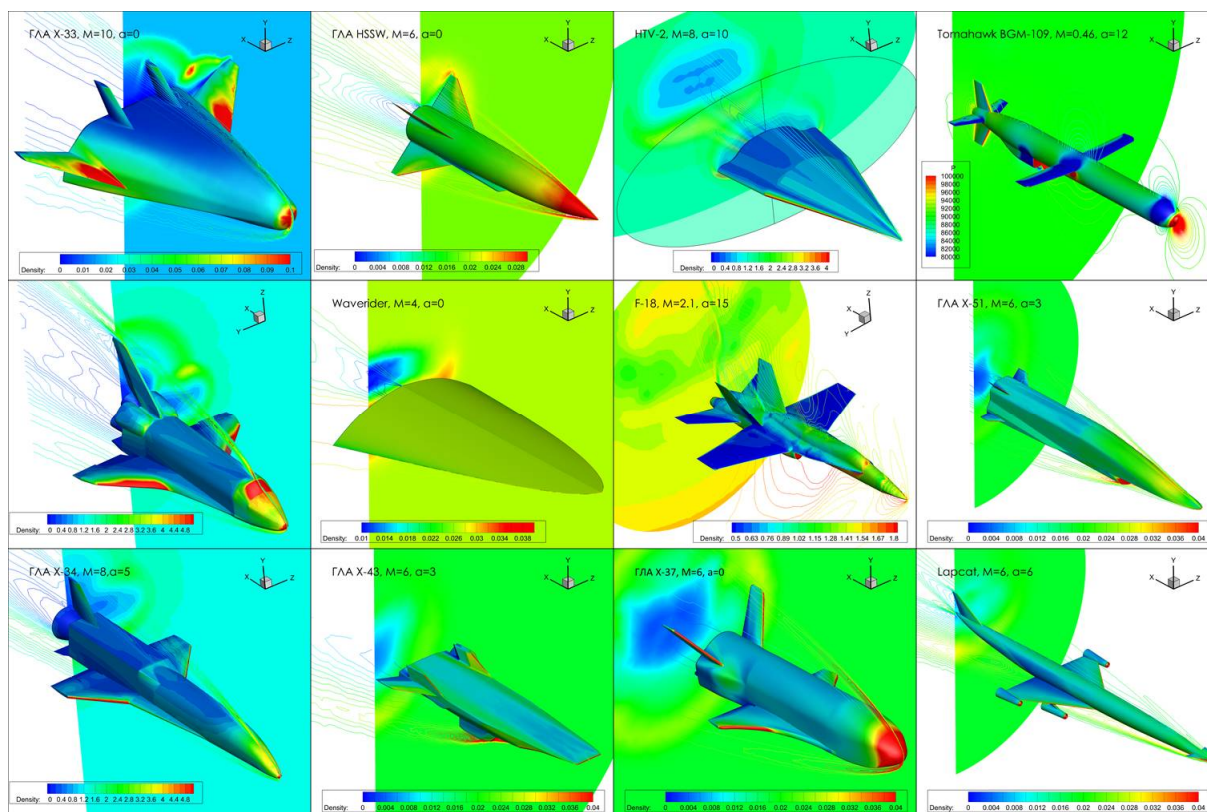 ГЛА X-33, M=10, a=0
Y
X
Z
Density: 0 0.01 0.02 0.03 0.04 0.05 0.06 0.07 0.08 0.09 0.1
ГЛА HSSW, M=6, a=0
Y
X
Z
Density: 0 0.004 0.008 0.012 0.016 0.02 0.024 0.028
HTV-2, M=8, a=10
Y
X
Z
Density: 0 0.4 0.8 1.2 1.6 2 2.4 2.8 3.2 3.6 4
Tomahawk BGM-109, M=0.46, a=12
Y
X
Z
P
100000
98000
96000
94000
92000
90000
88000
86000
84000
82000
80000
Z
X
Y
Density: 0 0.4 0.8 1.2 1.6 2 2.4 2.8 3.2 3.6 4 4.4 4.8
Waverider, M=4, a=0
Y
X
Z
Density: 0.01 0.014 0.018 0.022 0.026 0.03 0.034 0.038
F-18, M=2.1, a=15
Z
X
Y
Density: 0.5 0.63 0.76 0.89 1.02 1.15 1.28 1.41 1.54 1.67 1.8
ГЛА X-51, M=6, a=3
Y
X
Z
Density: 0 0.004 0.008 0.012 0.016 0.02 0.024 0.028 0.032 0.036 0.04
ГЛА X-34, M=8,a=5
Y
X
Z
Density: 0 0.4 0.8 1.2 1.6 2 2.4 2.8 3.2 3.6 4 4.4 4.8
ГЛА X-43, M=6, a=3
Y
X
Z
Density: 0 0.004 0.008 0.012 0.016 0.02 0.024 0.028 0.032 0.036 0.04
ГЛА X-37, M=6, a=0
Y
X
Z
Density: 0 0.004 0.008 0.012 0.016 0.02 0.024 0.028 0.032 0.036 0.04
Lapcat, M=6, a=6
Y
X
Z
Density: 0 0.004 0.008 0.012 0.016 0.02 0.024 0.028 0.032 0.036 0.04